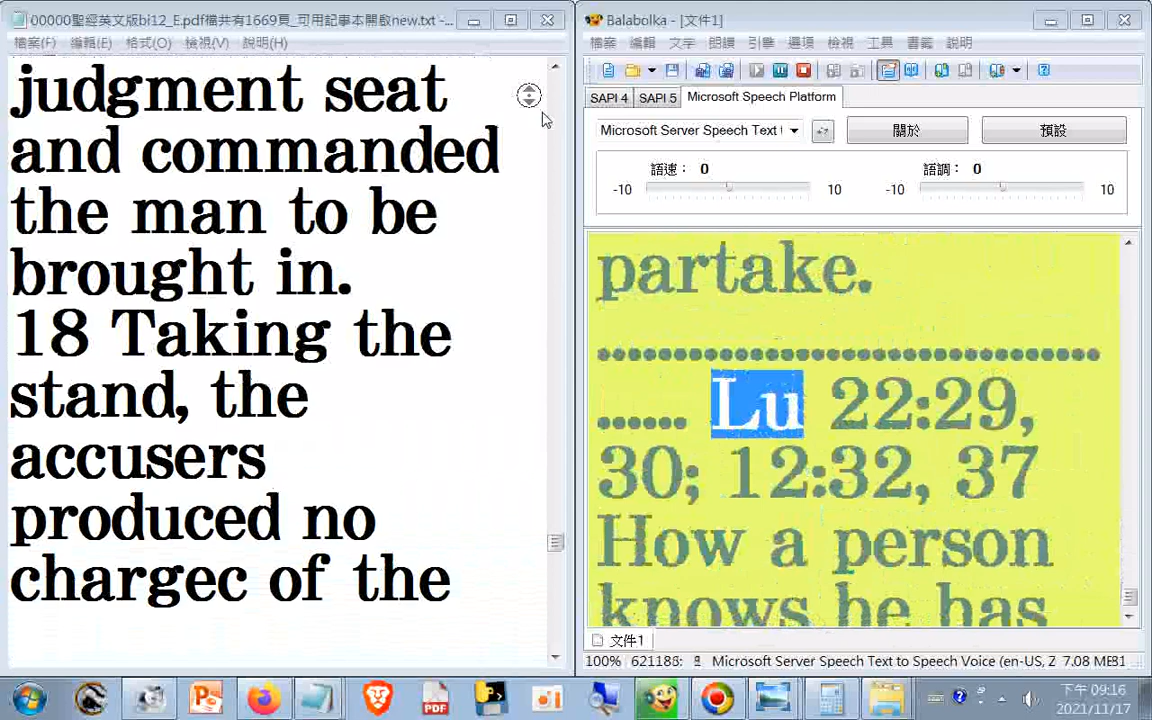 00000聖經英文版bi12_E.pdf檔共有1669頁_可用記事本開啟new.txt -...
檔案(F) 編輯(E) 格式(O) 檢視(V) 說明(H)
judgment seat
and commanded
the man to be
brought in.
18 Taking the
stand, the
accusers
produced no
chargec of the
Balabolka - [文件1]
檔案 編輯 文字 朗讀 引擎 選項 檢視 工具 書籤 說明
SAPI 4 SAPI 5 Microsoft Speech Platform
Microsoft Server Speech Text
關於 預設
語速: 0 語調: 0
-10 10 -10 10
partake.
..................................................
...... Lu 22:29,
30; 12:32, 37
How a person
knows he has
文件1
100% 621188: Microsoft Server Speech Text to Speech Voice (en-US, Z 7.08 ME
下午 09:16
2021/11/17